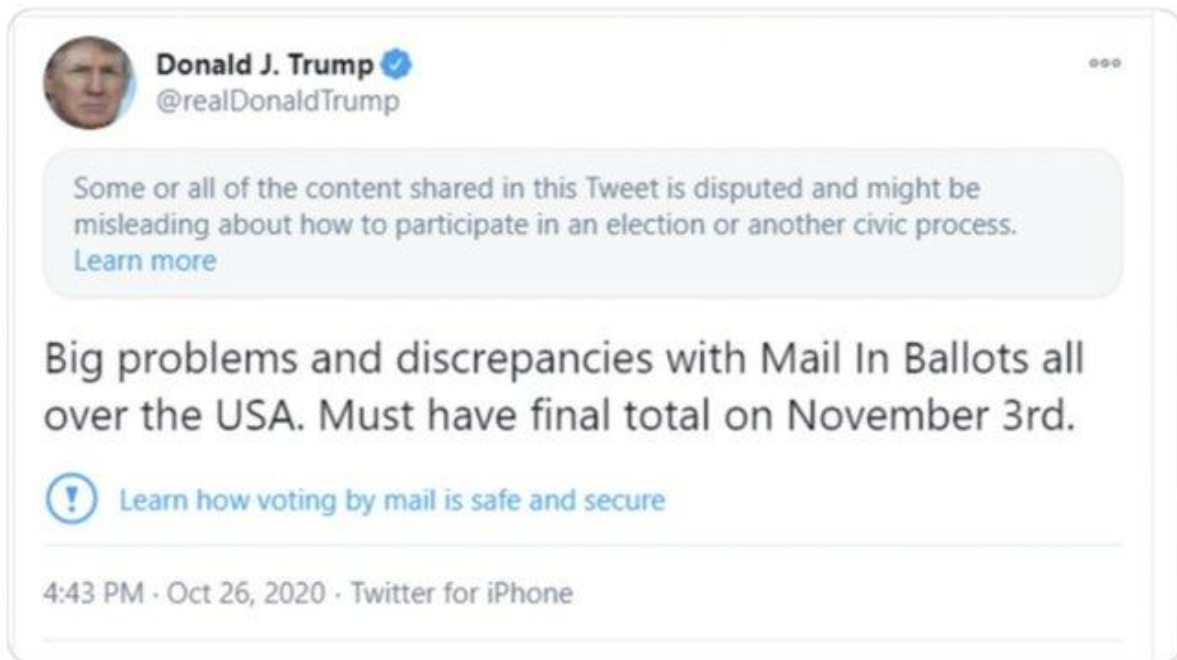 Donald J. Trump
@realDonaldTrump
Some or all of the content shared in this Tweet is disputed and might be
misleading about how to participate in an election or another civic process.
Learn more
Big problems and discrepancies with Mail In Ballots all
over the USA. Must have final total on November 3rd.
Learn how voting by mail is safe and secure
4:43 PM · Oct 26, 2020 · Twitter for iPhone